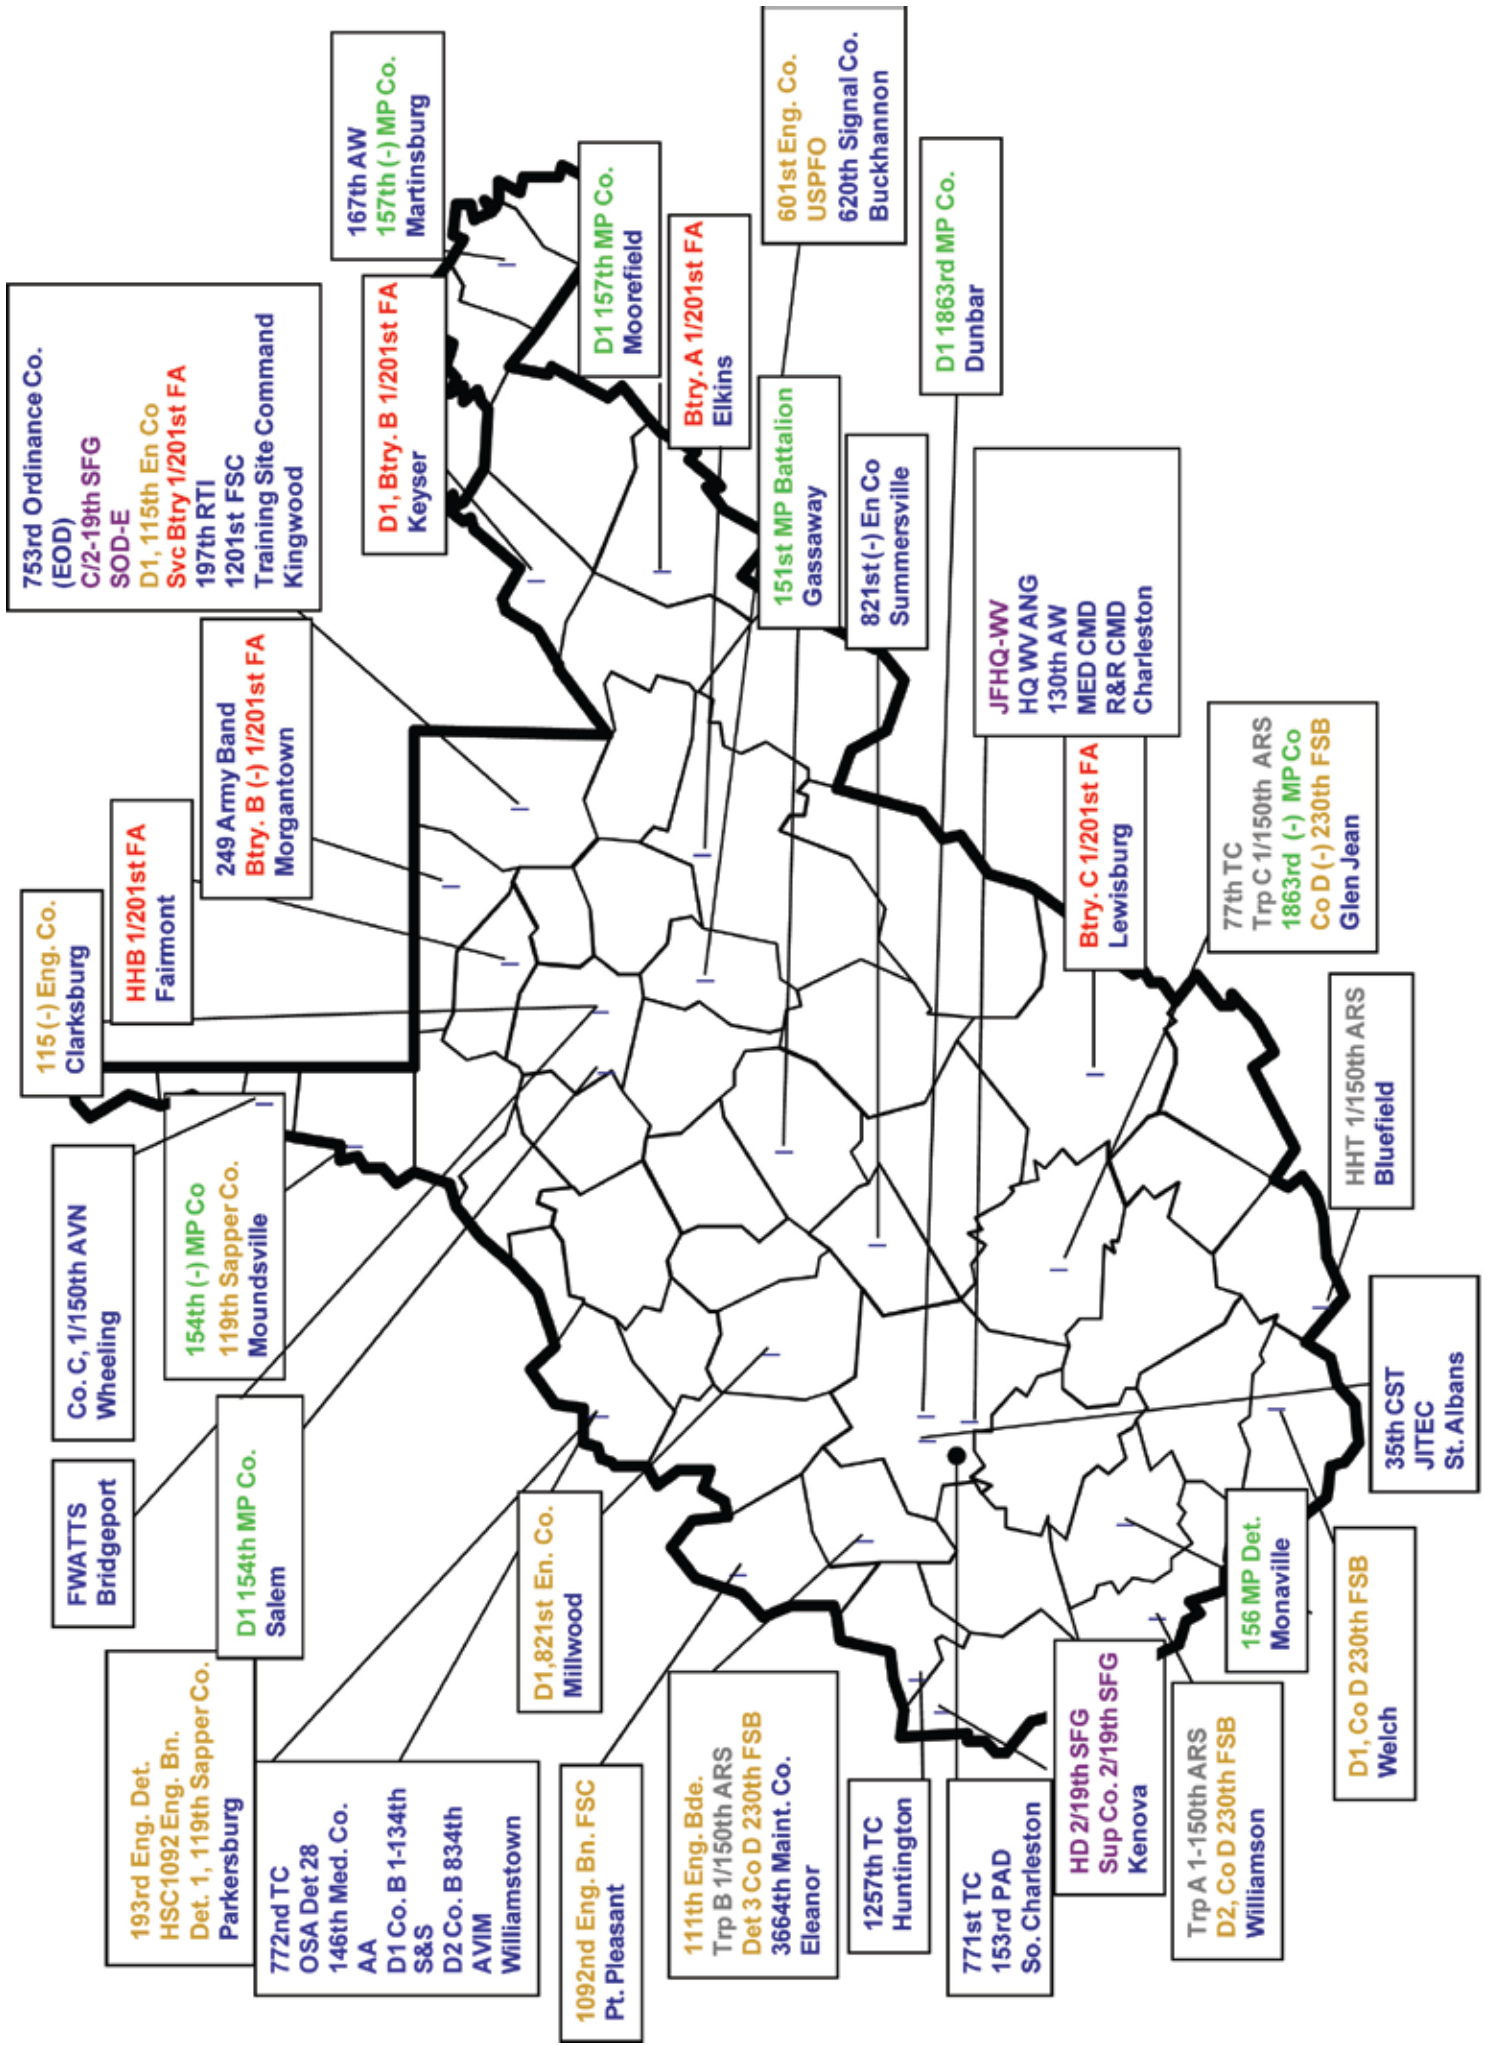 115 (-) Eng. Co.
Clarksburg
HHB 1/201st FA
Fairmont
249 Army Band
Btry. B (-) 1/201st FA
Morgantown
753rd Ordinance Co.
(EOD)
C/2-19th SFG
SOD-E
D1, 115th En Co
Svc Btry 1/201st FA
197th RTI
1201st FSC
Training Site Command
Kingwood
167th AW
157th (-) MP Co.
Martinsburg
D1, Btry. B 1/201st FA
Keyser
D1 157th MP Co.
Moorefield
Btry. A 1/201st FA
Elkins
601st Eng. Co.
USPFO
620th Signal Co.
Buckhannon
151st MP Battalion
Gassaway
821st (-) En Co
Summersville
D1 1863rd MP Co.
Dunbar
JFHQ-WV
HQ WV ANG
130th AW
MED CMD
R&R CMD
Charleston
Btry. C 1/201st FA
Lewisburg
77th TC
Trp C 1/150th ARS
1863rd (-) MP Co
Co D (-) 230th FSB
Glen Jean
HHT 1/150th ARS
Bluefield
35th CST
JITEC
St. Albans
156 MP Det.
Monaville
D1, Co D 230th FSB
Welch
Trp A 1-150th ARS
D2, Co D 230th FSB
Williamson
HD 2/19th SFG
Sup Co. 2/19th SFG
Kenova
771st TC
153rd PAD
So. Charleston
1257th TC
Huntington
111th Eng. Bde.
Trp B 1/150th ARS
Det 3 Co D 230th FSB
3664th Maint. Co.
Eleanor
1092nd Eng. Bn. FSC
Pt. Pleasant
D1,821st En. Co.
Millwood
772nd TC
OSA Det 28
146th Med. Co.
AA
D1 Co. B 1-134th
S&S
D2 Co. B 834th
AVIM
Williamstown
193rd Eng. Det.
HSC1092 Eng. Bn.
Det. 1, 119th Sapper Co.
Parkersburg
D1 154th MP Co.
Salem
FWATTS
Bridgeport
Co. C, 1/150th AVN
Wheeling
154th (-) MP Co
119th Sapper Co.
Moundsville